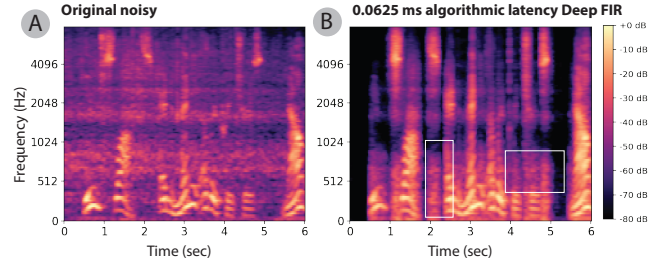 A Original noisy
B 0.0625 ms algorithmic latency Deep FIR
Frequency (Hz)
4096
2048
1024
512
0
0 1 2 3 4 5 6
Time (sec)
4096
2048
1024
512
0
0 1 2 3 4 5 6
Time (sec)
+0 dB
-10 dB
-20 dB
-30 dB
-40 dB
-50 dB
-60 dB
-70 dB
-80 dB